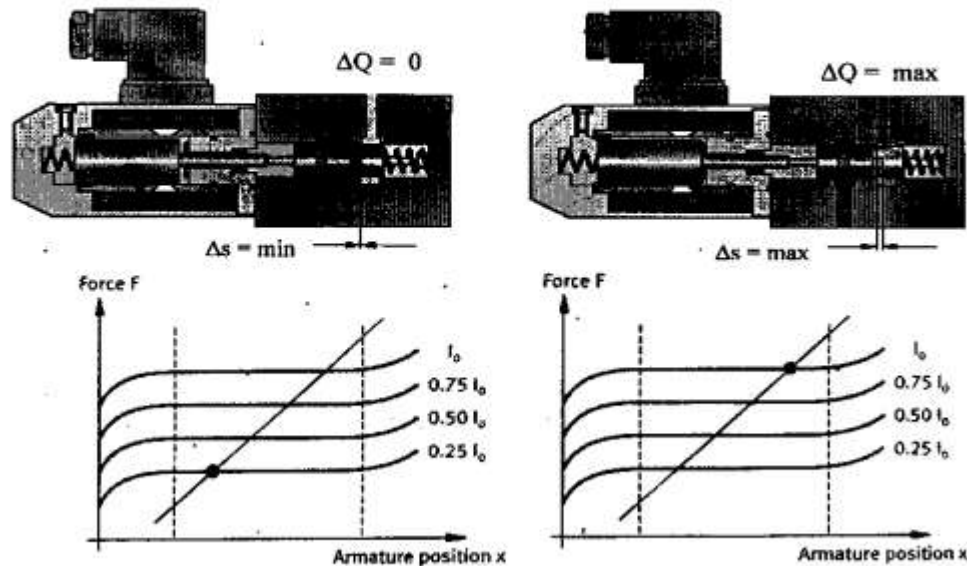 ΔQ = 0
Δs = min
Force F
I₀
0.75 I₀
0.50 I₀
0.25 I₀
Armature position x
ΔQ = max
Δs = max
Force F
I₀
0.75 I₀
0.50 I₀
0.25 I₀
Armature position x